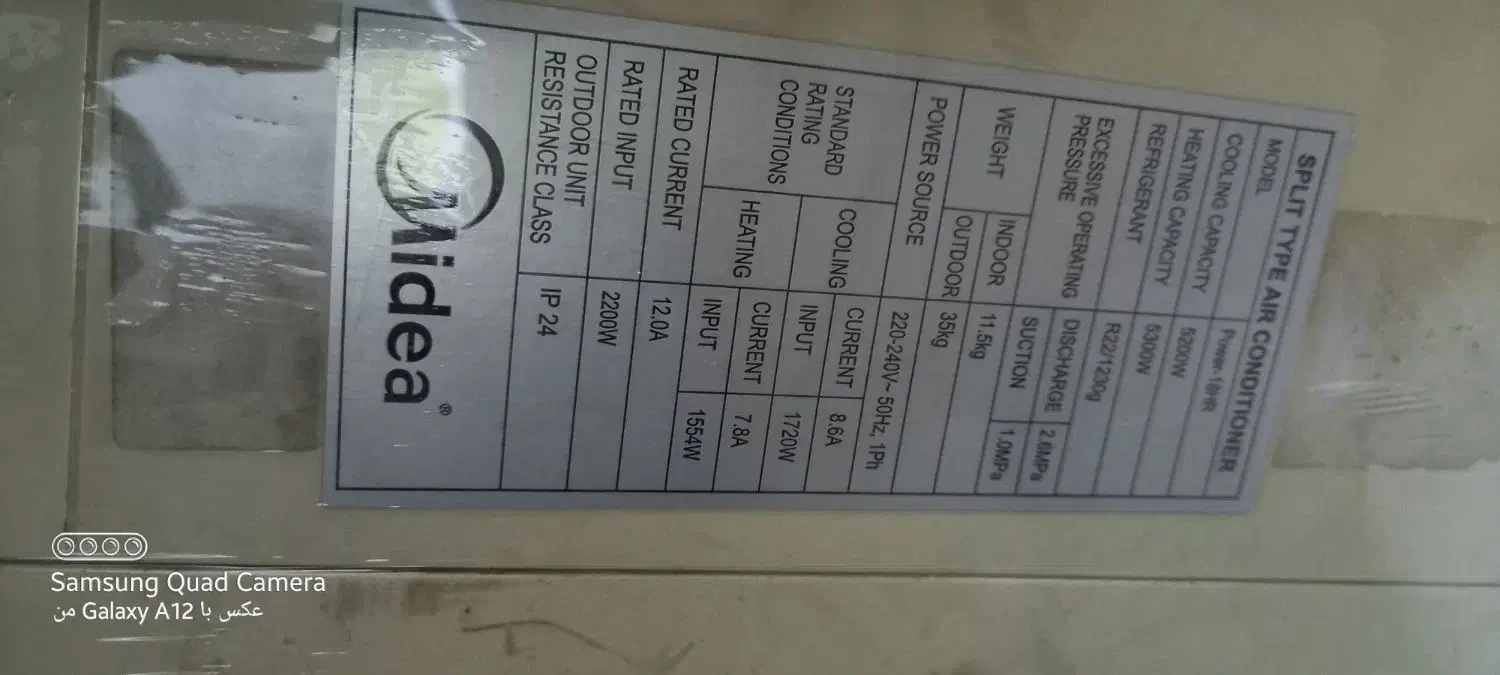 SPLIT TYPE AIR CONDITIONER
MODEL Power-18HR
COOLING CAPACITY 5200W
HEATING CAPACITY 5300W
REFRIGERANT R22/1230g
EXCESSIVE OPERATING PRESSURE DISCHARGE 2.6MPa
SUCTION 1.0MPa
WEIGHT INDOOR 11.5kg
OUTDOOR 35kg
POWER SOURCE 220-240V~ 50Hz, 1Ph
STANDARD RATING CONDITIONS COOLING CURRENT 8.6A
INPUT 1720W
HEATING CURRENT 7.8A
INPUT 1554W
RATED CURRENT 12.0A
RATED INPUT 2200W
OUTDOOR UNIT RESISTANCE CLASS IP 24
Midea®
Samsung Quad Camera
عکس با Galaxy A12 من